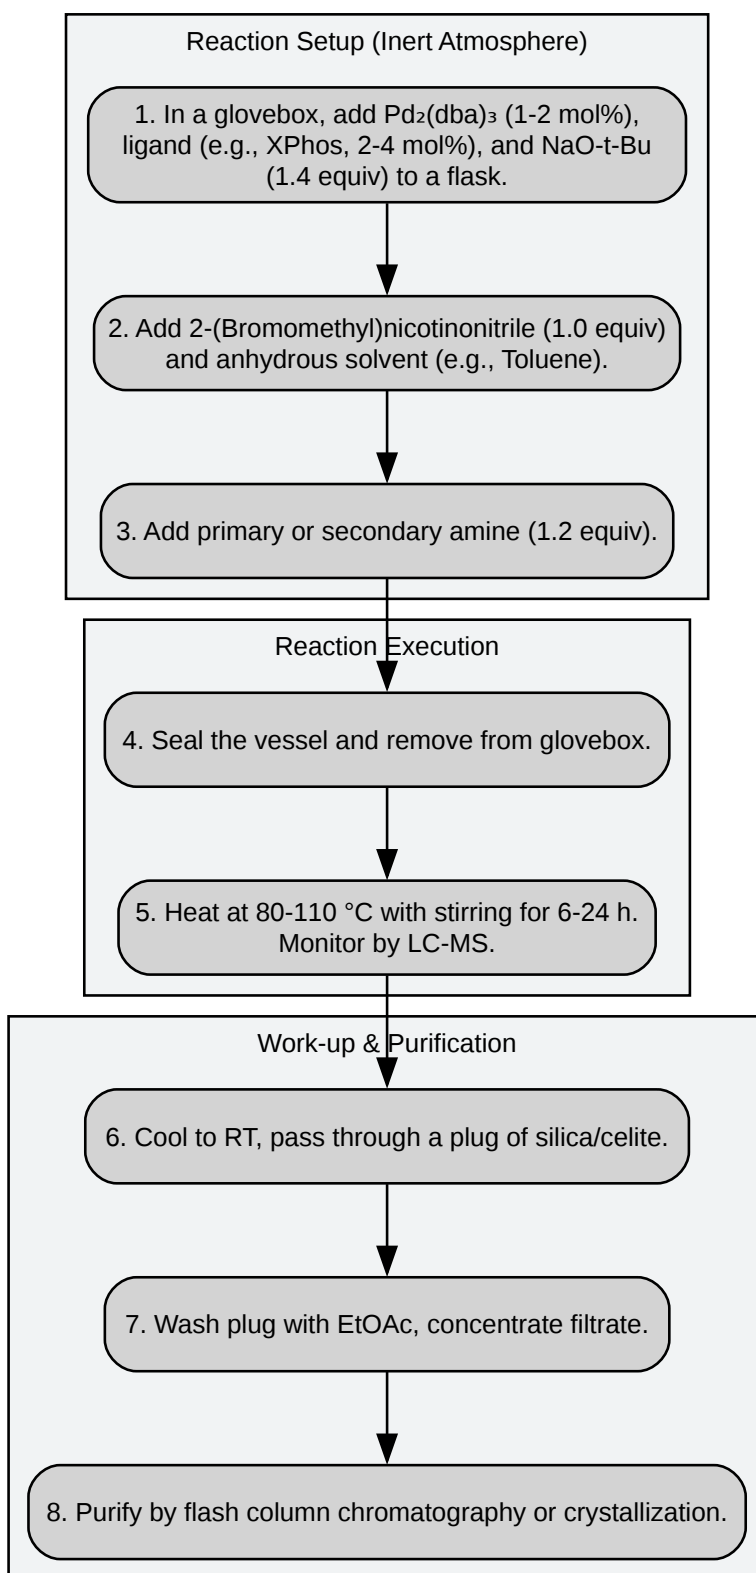 Reaction Setup (Inert Atmosphere)
1. In a glovebox, add Pd₂(dba)₃ (1-2 mol%),
ligand (e.g., XPhos, 2-4 mol%), and NaO-t-Bu
(1.4 equiv) to a flask.
2. Add 2-(Bromomethyl)nicotinonitrile (1.0 equiv)
and anhydrous solvent (e.g., Toluene).
3. Add primary or secondary amine (1.2 equiv).
Reaction Execution
4. Seal the vessel and remove from glovebox.
5. Heat at 80-110 °C with stirring for 6-24 h.
Monitor by LC-MS.
Work-up & Purification
6. Cool to RT, pass through a plug of silica/celite.
7. Wash plug with EtOAc, concentrate filtrate.
8. Purify by flash column chromatography or crystallization.